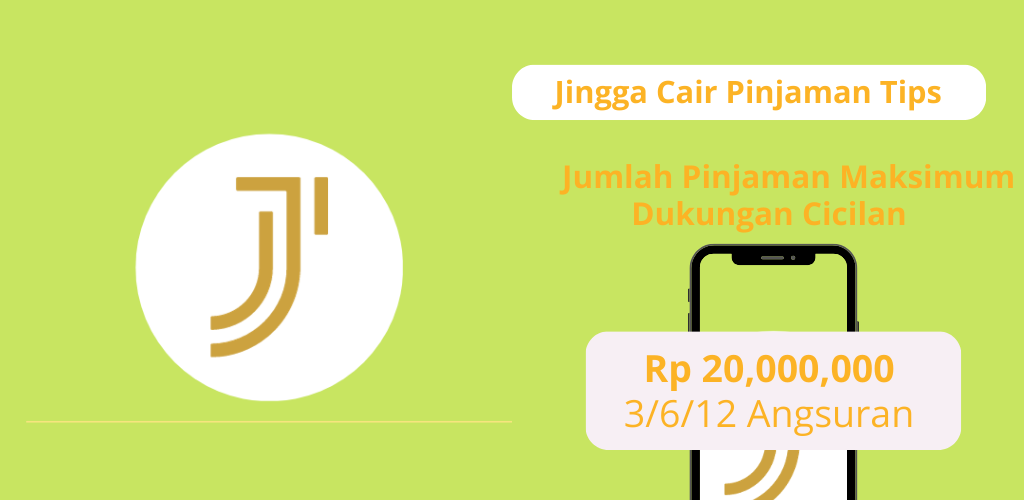 Jingga Cair Pinjaman Tips
Jumlah Pinjaman Maksimum
Dukungan Cicilan
Rp 20,000,000
3/6/12 Angsuran